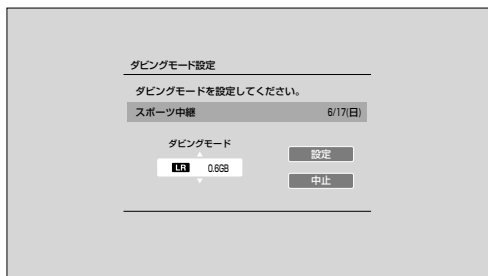 ダビングモード設定
ダビングモードを設定してください。
スポーツ中継 6/17(日)
ダビングモード
LR 0.6GB
設定
中止